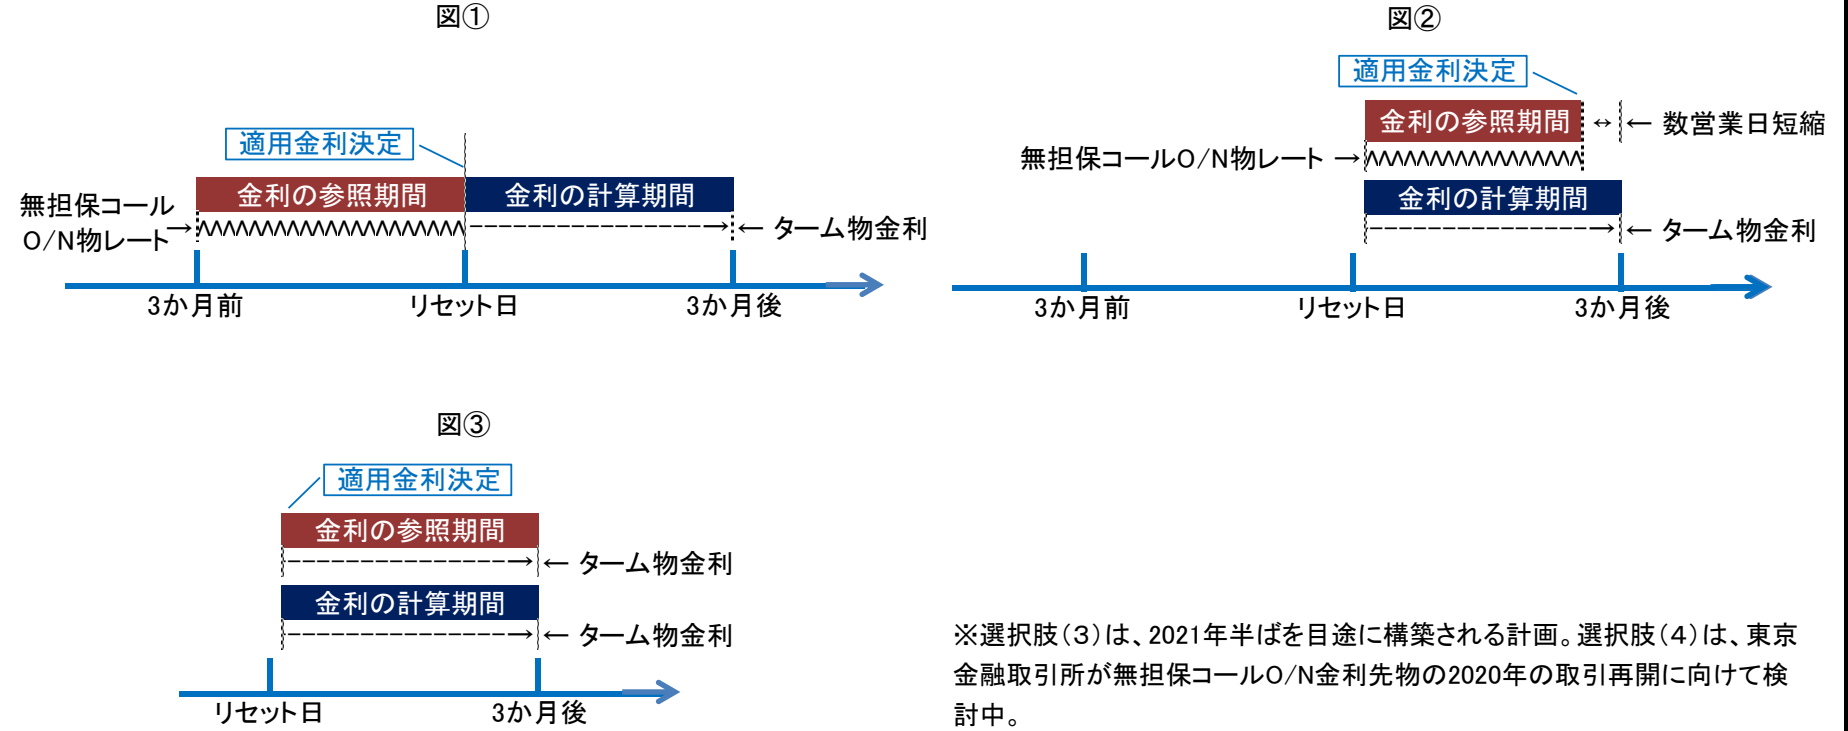 図①
適用金利決定
金利の参照期間
金利の計算期間
無担保コール
O/N物レート
→
← ターム物金利
3か月前
リセット日
3か月後
図②
適用金利決定
金利の参照期間
↔
← 数営業日短縮
無担保コールO/N物レート →
金利の計算期間
← ターム物金利
3か月前
リセット日
3か月後
図③
適用金利決定
金利の参照期間
← ターム物金利
金利の計算期間
← ターム物金利
リセット日
3か月後
※選択肢(3)は、2021年半ばを目途に構築される計画。選択肢(4)は、東京
金融取引所が無担保コールO/N金利先物の2020年の取引再開に向けて検
討中。